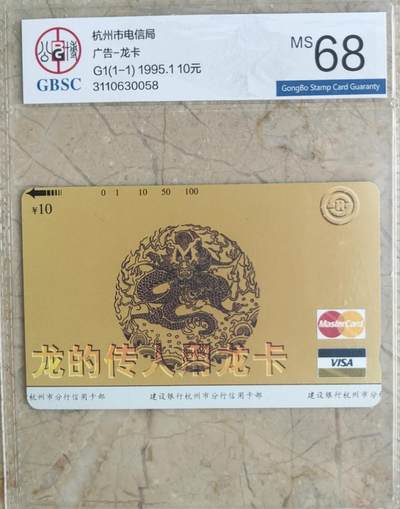 杭州市电信局
广告-龙卡
G1(1-1) 1995.1 10元
3110630058
GBSC
MS 68
GongBo Stamp Card Guaranty
0 1 10 50 100
¥10
MasterCard
VISA
龙的传人用龙卡
杭州市分行信用卡部 建设银行杭州市分行信用卡部 建设银行杭州市分行信用卡